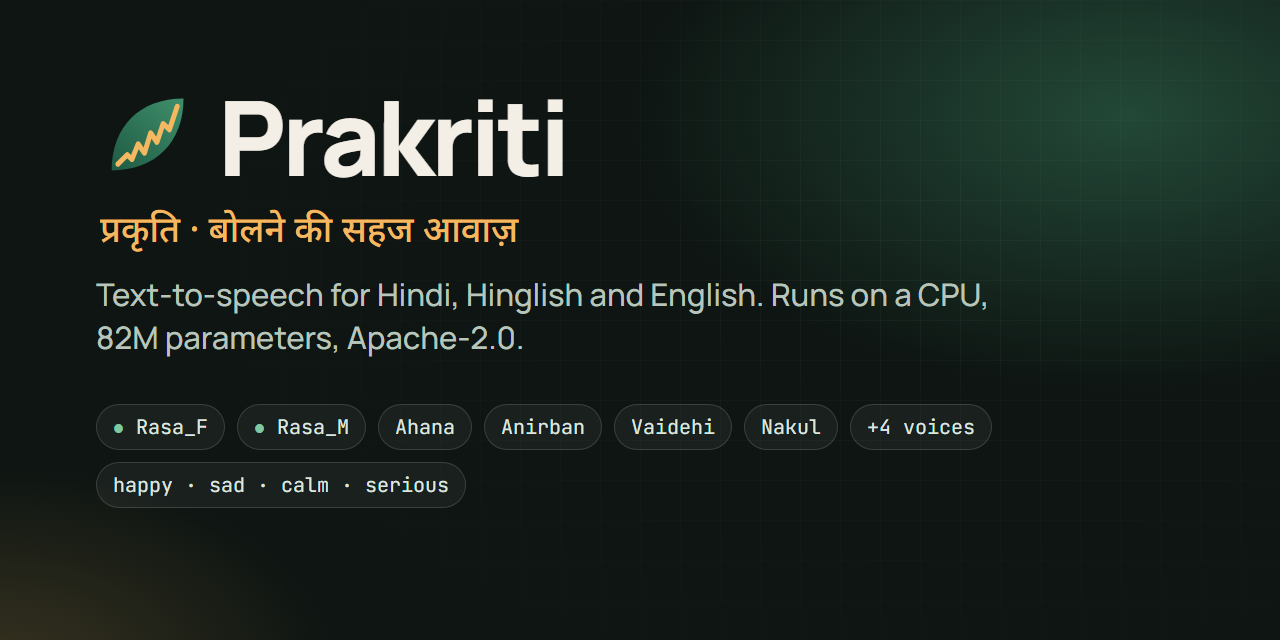 Prakriti
प्रकृति · बोलने की सहज आवाज़
Text-to-speech for Hindi, Hinglish and English. Runs on a CPU,
82M parameters, Apache-2.0.
Rasa_F Rasa_M Ahana Anirban Vaidehi Nakul +4 voices
happy · sad · calm · serious